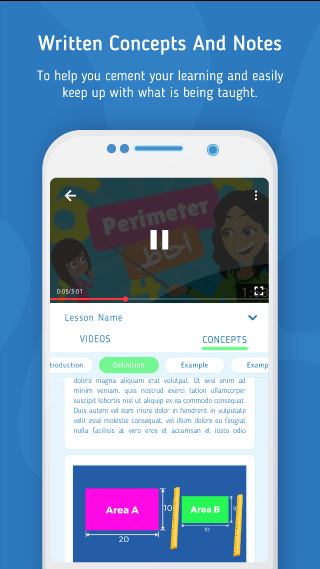 Written Concepts And Notes
To help you cement your learning and easily
keep up with what is being taught.
Perimeter
احاطہ
0:05/3:01
Lesson Name
VIDEOS
CONCEPTS
troduction
Definition
Example
Examp
dolore magna aliquam erat volutpat. Ut wisi enim ad
minim veniam, quis nostrud exerci tation ullamcorper
suscipit lobortis nisl ut aliquip ex ea commodo consequat.
Duis autem vel eum iriure dolor in hendrerit in vulputate
velit esse molestie consequat, vel illum dolore eu feugiat
nulla facilisis at vero eros et accumsan et iusto odio
Area A
10
20
Area B
10